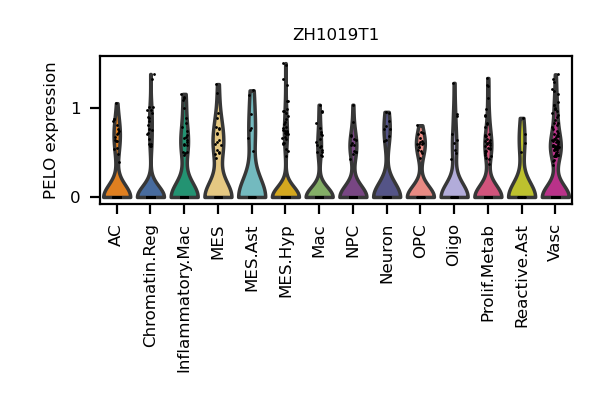 ZH1019T1
PELO expression
1
0
AC
Chromatin.Reg
Inflammatory.Mac
MES
MES.Ast
MES.Hyp
Mac
NPC
Neuron
OPC
Oligo
Prolif.Metab
Reactive.Ast
Vasc